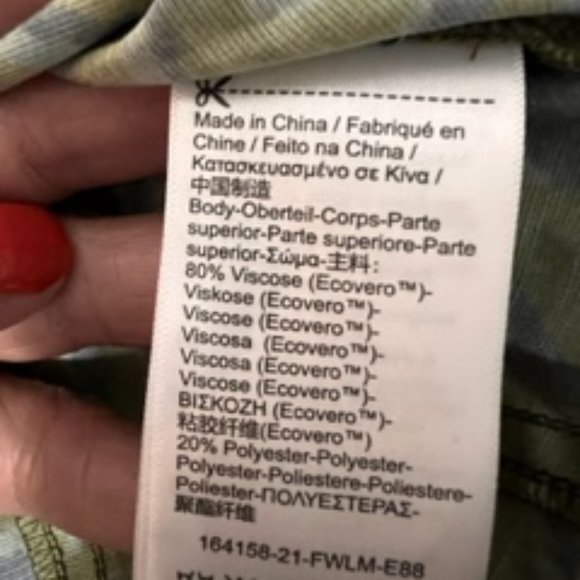 Made in China / Fabriqué en
Chine / Feito na China /
Κατασκευασμένο σε Κίνα /
中国制造
Body-Oberteil-Corps-Parte
superior-Parte superiore-Parte
superior-Σώμα-主料:
80% Viscose (Ecovero™)-
Viskose (Ecovero™)-
Viscose (Ecovero™)-
Viscosa (Ecovero™)-
Viscosa (Ecovero™)-
Viscose (Ecovero™)-
ΒΙΣΚΟΖΗ (Ecovero™)-
粘胶纤维(Ecovero™)
20% Polyester-Polyester-
Polyester-Poliestere-Poliestere-
Poliester-ΠΟΛΥΕΣΤΕΡΑΣ-
聚酯纤维
164158-21-FWLM-E88